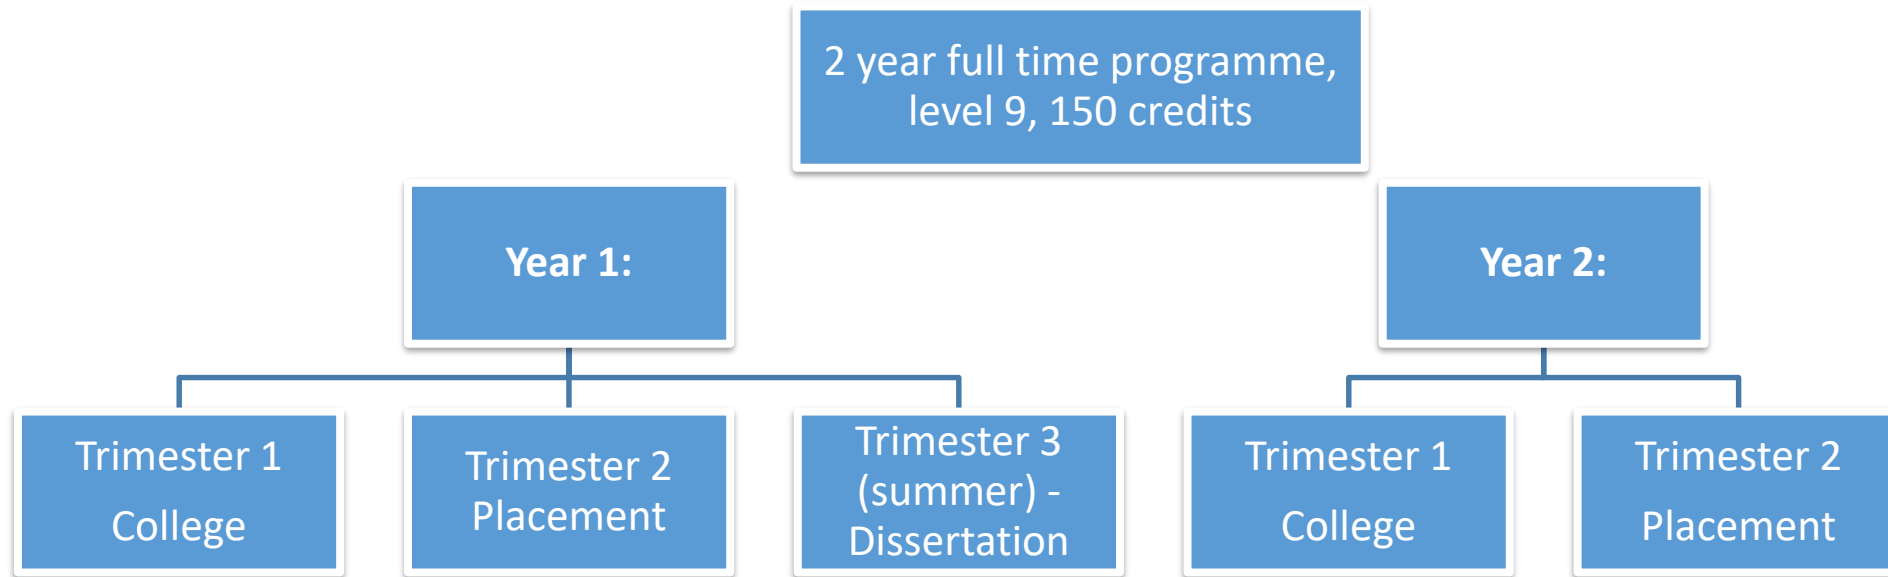 2 year full time programme,
level 9, 150 credits
Year 1:
Year 2:
Trimester 1
College
Trimester 2
Placement
Trimester 3
(summer) -
Dissertation
Trimester 1
College
Trimester 2
Placement